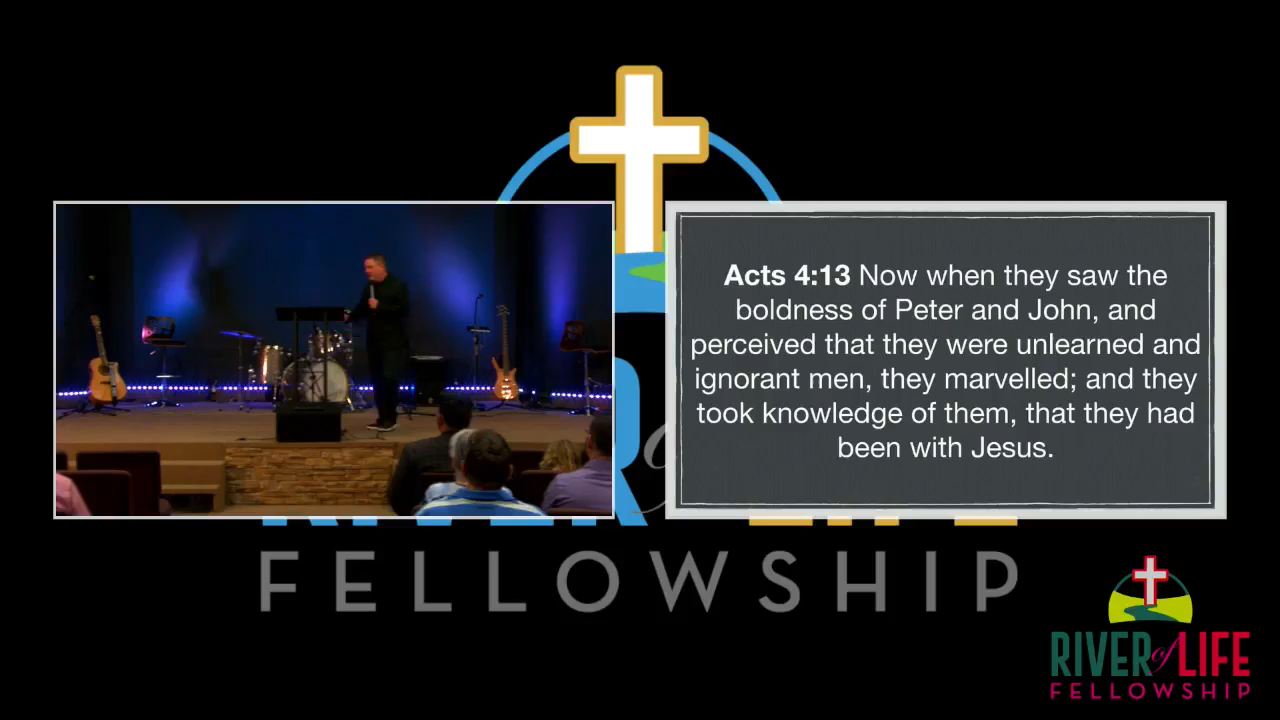 Acts 4:13 Now when they saw the
boldness of Peter and John, and
perceived that they were unlearned and
ignorant men, they marvelled; and they
took knowledge of them, that they had
been with Jesus.
FELLOWSHIP
RIVER of LIFE
FELLOWSHIP